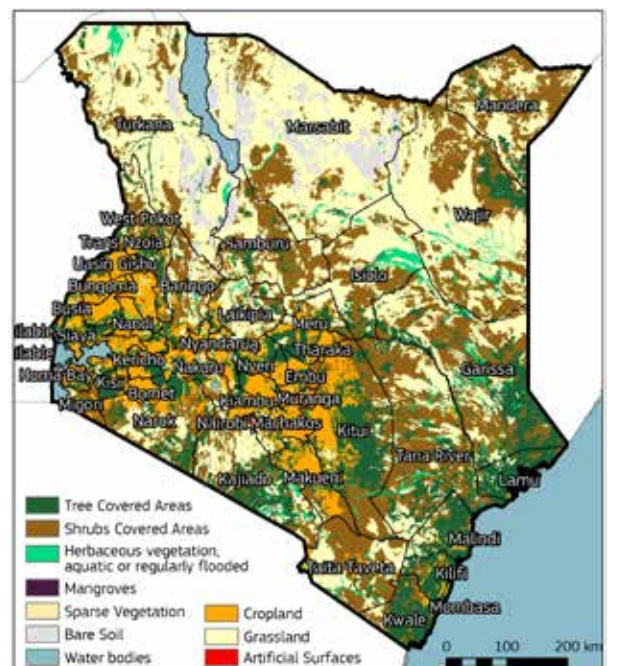 Mandera
Turkana
Marsabit
Wajir
West Pokot
Trans Nzoia
Samburu
Uasin Gishu
Isiolo
Bungoma
Baringo
Busia
Laikipia
Meru
Nandi
ilable
Siaya
Nyandarua
Tharaka
ilable
Kericho
Nyeri
Garissa
Homa Bay
Nakuru
Embu
Kisii
Bomet
Kiambu
Muranga
Migori
Narok
Nairobi
Machakos
Kitui
Tana River
Kajiado
Makueni
Lamu
Tree Covered Areas
Shrubs Covered Areas
Malindi
Herbaceous vegetation,
aquatic or regularly flooded
Taita Taveta
Kilifi
Mangroves
Mombasa
Sparse Vegetation
Cropland
Kwale
Bare Soil
Grassland
Water bodies
Artificial Surfaces
0 100 200 km